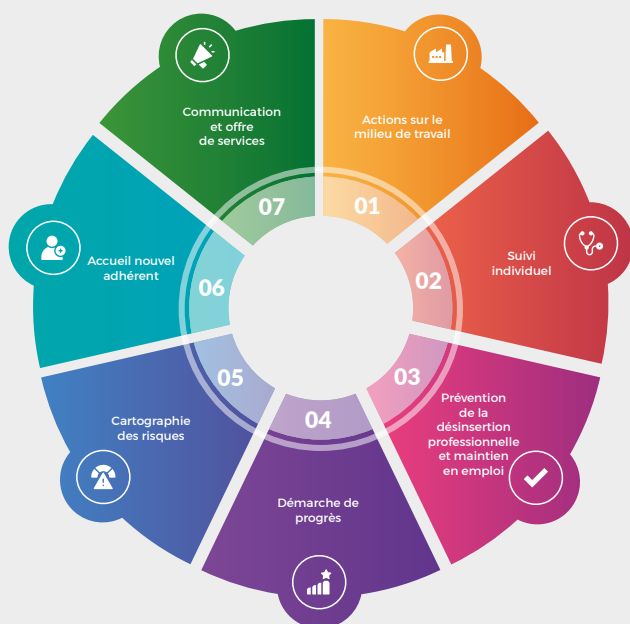 01
Actions sur le
milieu de travail
02
Suivi
individuel
03
Prévention
de la
désinsertion
professionnelle
et maintien
en emploi
04
Démarche de
progrès
05
Cartographie
des risques
06
Accueil nouvel
adhérent
07
Communication
et offre
de services